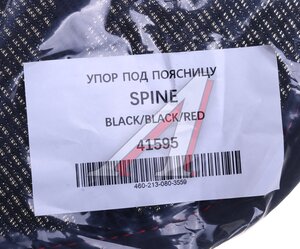 УПОР ПОД ПОЯСНИЦУ
SPINE
BLACK/BLACK/RED
41595
460-213-080-3559